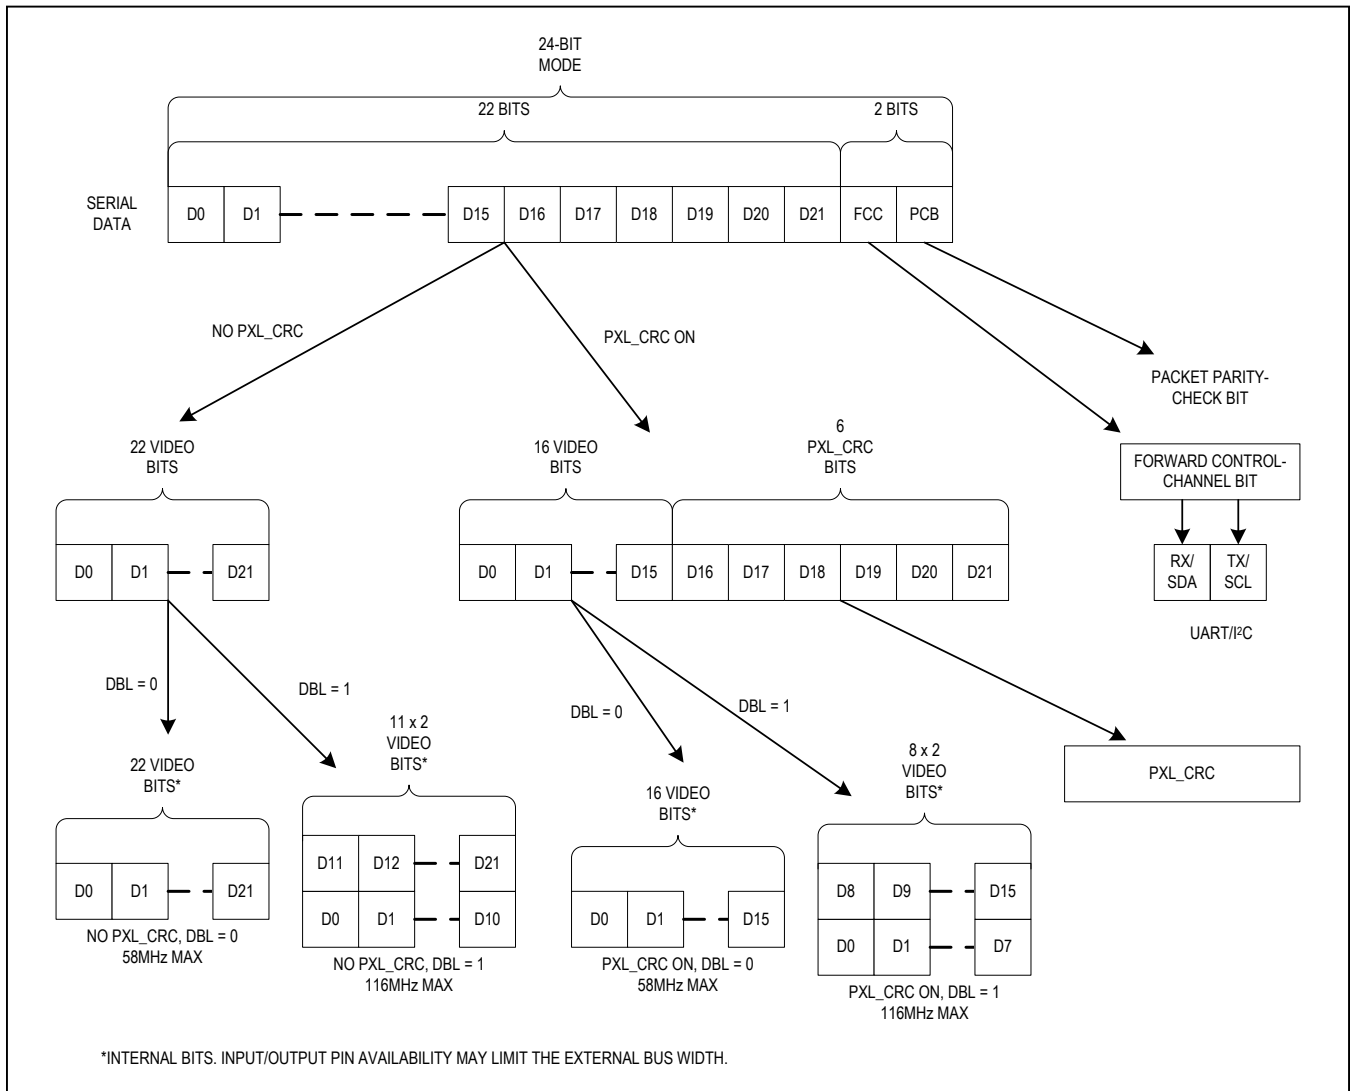 24-BIT
MODE
22 BITS
2 BITS
SERIAL
DATA
D0 D1 D15 D16 D17 D18 D19 D20 D21 FCC PCB
NO PXL_CRC
PXL_CRC ON
PACKET PARITY-
CHECK BIT
22 VIDEO
BITS
16 VIDEO
BITS
6
PXL_CRC
BITS
FORWARD CONTROL-
CHANNEL BIT
D0 D1 D21
D0 D1 D15 D16 D17 D18 D19 D20 D21
RX/
SDA
TX/
SCL
UART/I²C
DBL = 0
DBL = 1
DBL = 0
DBL = 1
22 VIDEO
BITS*
11 x 2
VIDEO
BITS*
16 VIDEO
BITS*
8 x 2
VIDEO
BITS*
PXL_CRC
D0 D1 D21
NO PXL_CRC, DBL = 0
58MHz MAX
D11 D12 D21
D0 D1 D10
NO PXL_CRC, DBL = 1
116MHz MAX
D0 D1 D15
PXL_CRC ON, DBL = 0
58MHz MAX
D8 D9 D15
D0 D1 D7
PXL_CRC ON, DBL = 1
116MHz MAX
*INTERNAL BITS. INPUT/OUTPUT PIN AVAILABILITY MAY LIMIT THE EXTERNAL BUS WIDTH.